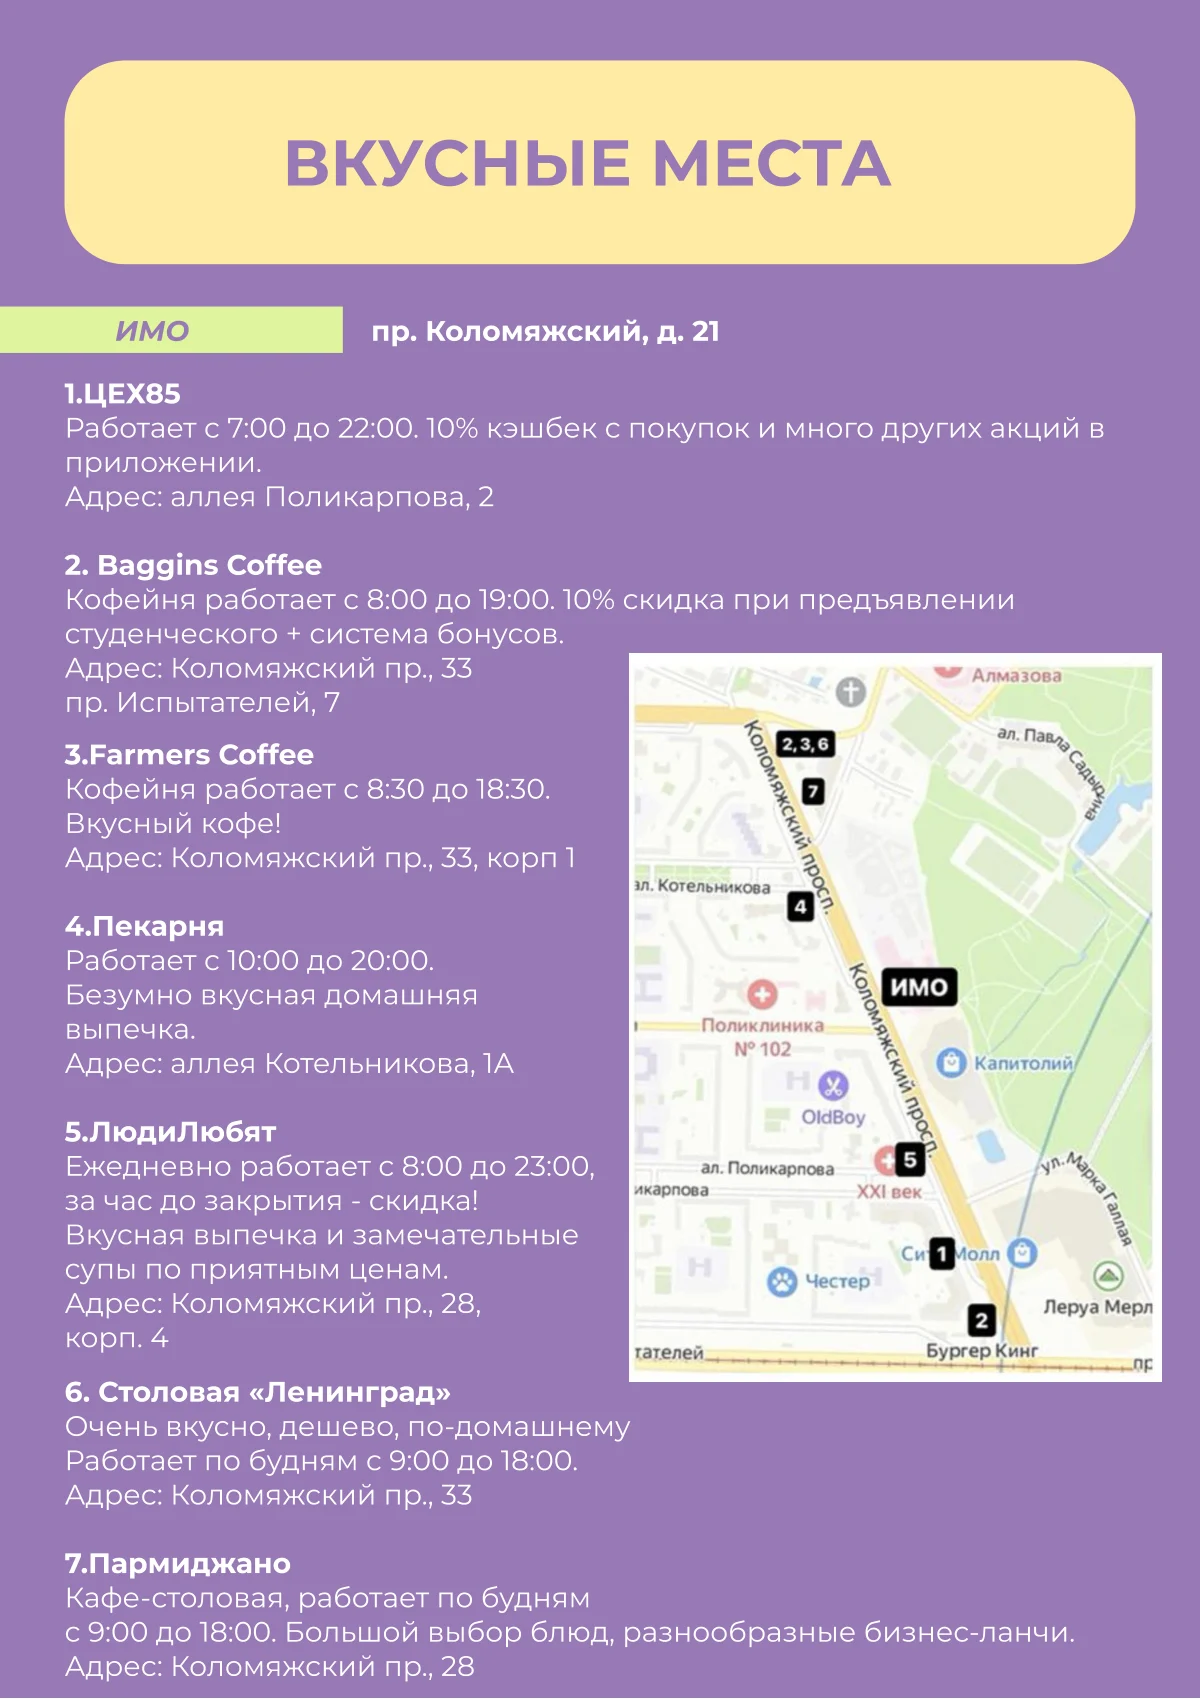 ВКУСНЫЕ МЕСТА
ИМО
пр. Коломяжский, д. 21
1.ЦЕХ85
Работает с 7:00 до 22:00. 10% кэшбек с покупок и много других акций в
приложении.
Адрес: аллея Поликарпова, 2
2. Baggins Coffee
Кофейня работает с 8:00 до 19:00. 10% скидка при предъявлении
студенческого + система бонусов.
Адрес: Коломяжский пр., 33
пр. Испытателей, 7
3.Farmers Coffee
Кофейня работает с 8:30 до 18:30.
Вкусный кофе!
Адрес: Коломяжский пр., 33, корп 1
4.Пекарня
Работает с 10:00 до 20:00.
Безумно вкусная домашняя
выпечка.
Адрес: аллея Котельникова, 1А
5.ЛюдиЛюбят
Ежедневно работает с 8:00 до 23:00,
за час до закрытия - скидка!
Вкусная выпечка и замечательные
супы по приятным ценам.
Адрес: Коломяжский пр., 28,
корп. 4
6. Столовая «Ленинград»
Очень вкусно, дешево, по-домашнему
Работает по будням с 9:00 до 18:00.
Адрес: Коломяжский пр., 33
7.Пармиджано
Кафе-столовая, работает по будням
с 9:00 до 18:00. Большой выбор блюд, разнообразные бизнес-ланчи.
Адрес: Коломяжский пр., 28
Алмазова
ал. Павла Садырина
2,3,6
7
Коломяжский просп.
ал. Котельникова
4
ИМО
Коломяжский просп.
Поликлиника
№ 102
Капитолий
OldBoy
5
ал. Поликарпова
икарпова
XXI век
ул. Марка Галлая
Сити 1 Молл
Честер
Леруа Мерл
2
Бургер Кинг
тателей
пр